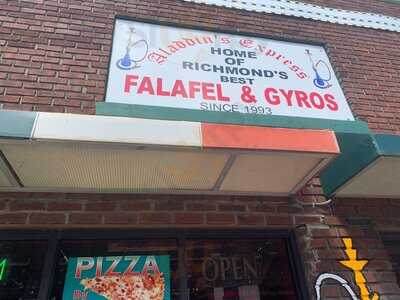 Aladdin's Express
HOME
OF
RICHMOND'S
BEST
FALAFEL & GYROS
SINCE 1993
PIZZA
OPEN